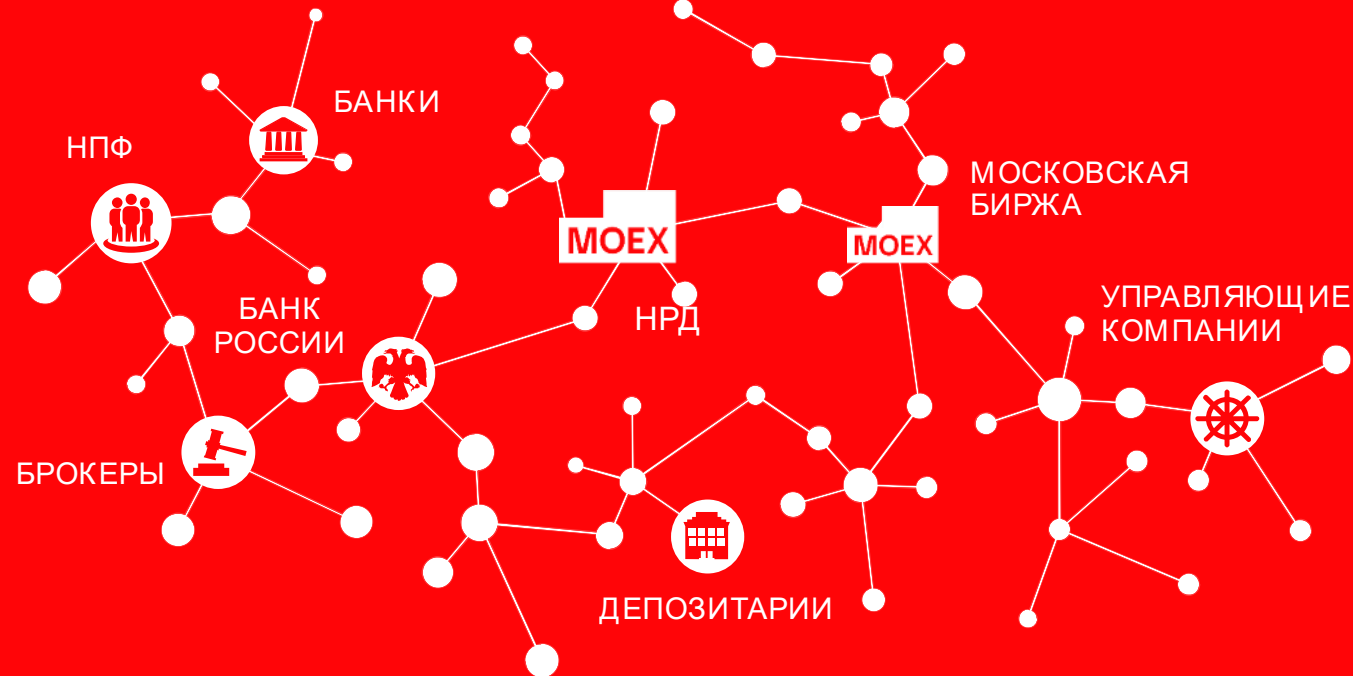 БАНКИ
НПФ
МОСКОВСКАЯ
БИРЖА
MOEX
MOEX
БАНК
РОССИИ
НРД
УПРАВЛЯЮЩИЕ
КОМПАНИИ
БРОКЕРЫ
ДЕПОЗИТАРИИ